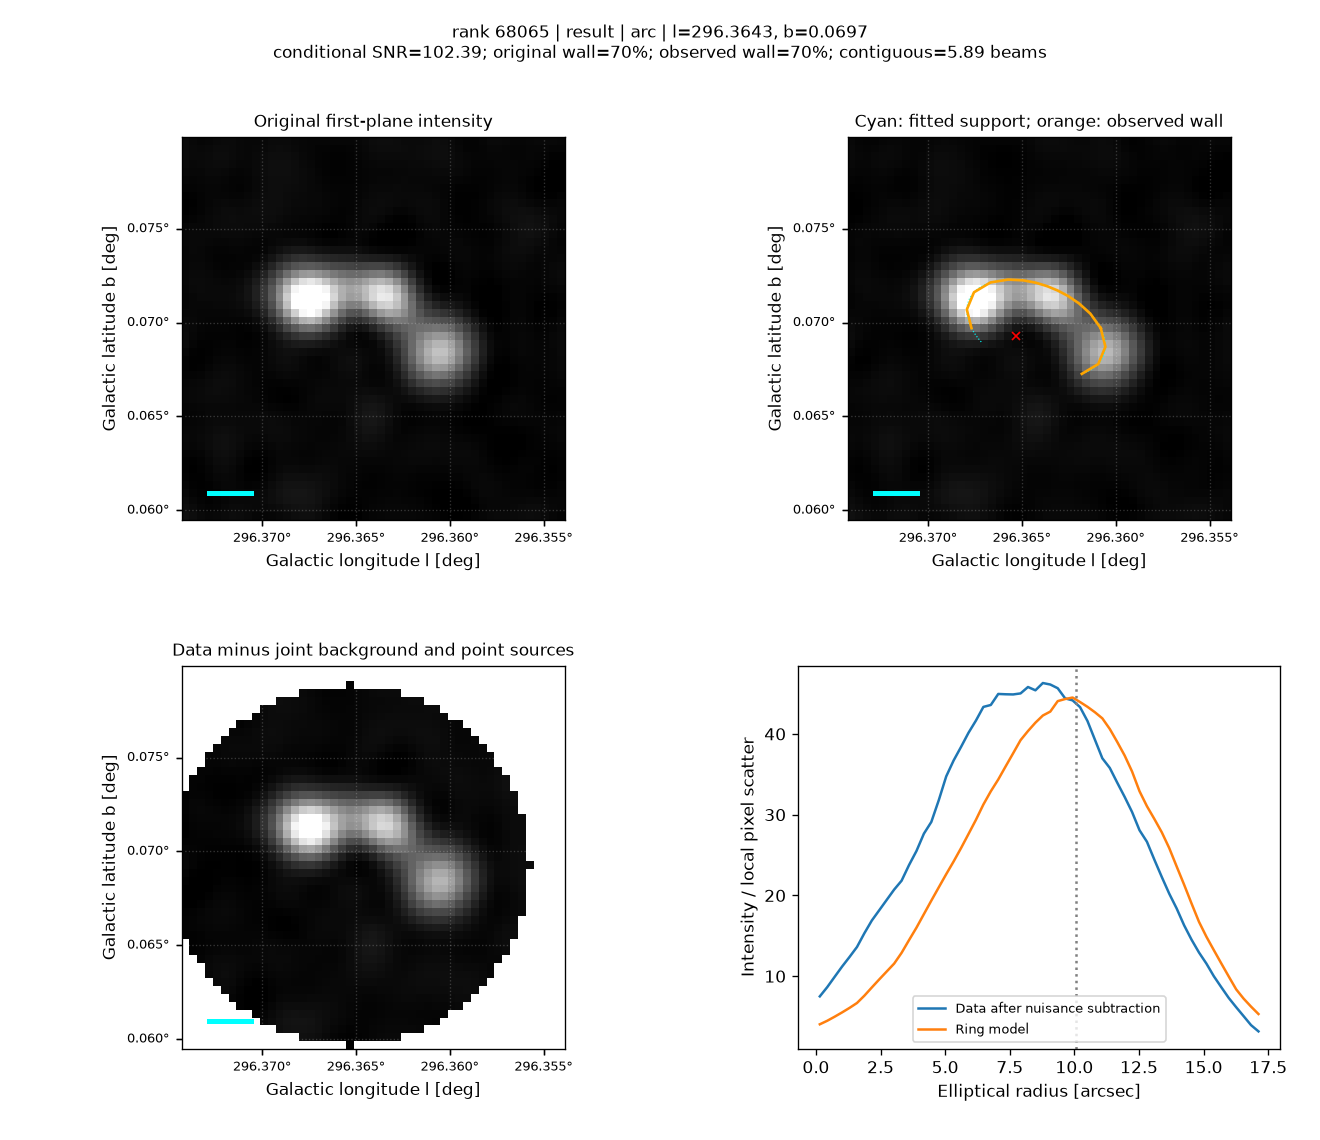 rank 68065 | result | arc | l=296.3643, b=0.0697
conditional SNR=102.39; original wall=70%; observed wall=70%; contiguous=5.89 beams
Original first-plane intensity
Galactic latitude b [deg]
0.075°
0.070°
0.065°
0.060°
296.370°
296.365°
296.360°
296.355°
Galactic longitude l [deg]
Cyan: fitted support; orange: observed wall
Galactic latitude b [deg]
0.075°
0.070°
0.065°
0.060°
296.370°
296.365°
296.360°
296.355°
Galactic longitude l [deg]
Data minus joint background and point sources
Galactic latitude b [deg]
0.075°
0.070°
0.065°
0.060°
296.370°
296.365°
296.360°
296.355°
Galactic longitude l [deg]
Intensity / local pixel scatter
40
30
20
10
Data after nuisance subtraction
Ring model
0.0
2.5
5.0
7.5
10.0
12.5
15.0
17.5
Elliptical radius [arcsec]